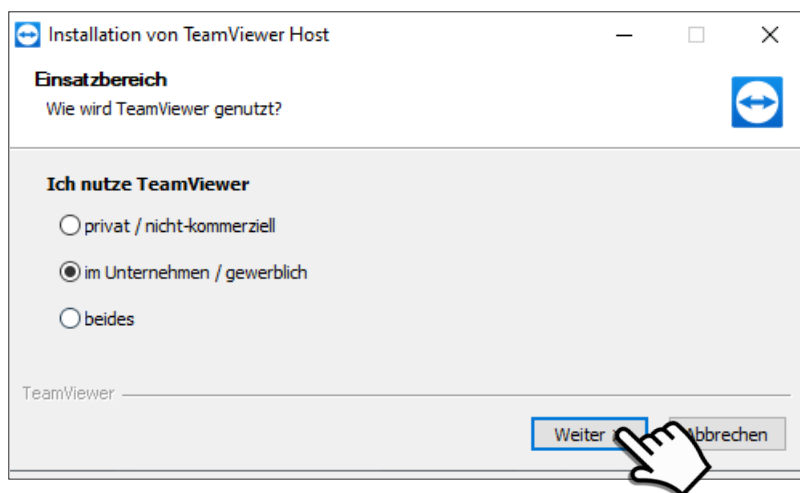 Installation von TeamViewer Host
Einsatzbereich
Wie wird TeamViewer genutzt?
Ich nutze TeamViewer
privat / nicht-kommerziell
im Unternehmen / gewerblich
beides
TeamViewer
Weiter Abbrechen